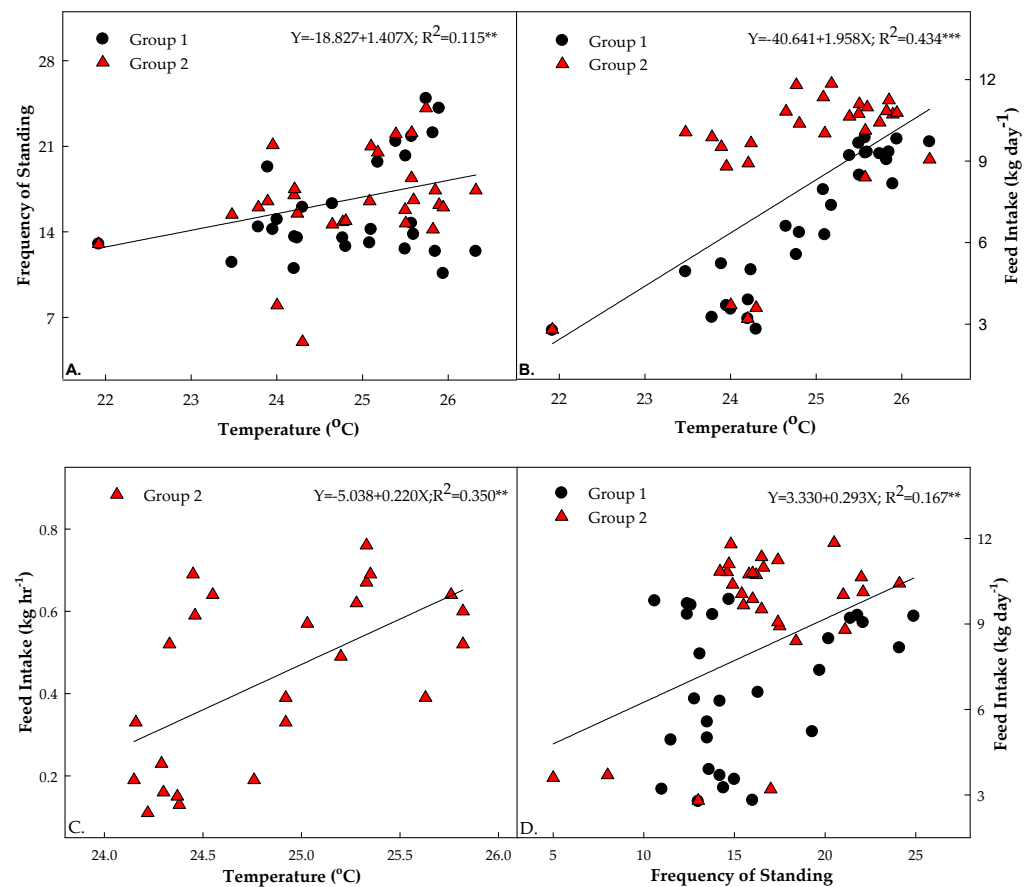 Group 1
Group 2
Y=-18.827+1.407X; R²=0.115**
28
21
14
7
Frequency of Standing
A.
22 23 24 25 26
Temperature (⁰C)
Group 1
Group 2
Y=-40.641+1.958X; R²=0.434***
12
9
6
3
Feed Intake (kg day⁻¹)
B.
22 23 24 25 26
Temperature (⁰C)
Group 2
Y=-5.038+0.220X;R²=0.350**
0.8
0.6
0.4
0.2
Feed Intake (kg hr⁻¹)
C.
24.0 24.5 25.0 25.5 26.0
Temperature (⁰C)
Group 1
Group 2
Y=3.330+0.293X; R²=0.167**
12
9
6
3
Feed Intake (kg day⁻¹)
D.
5 10 15 20 25
Frequency of Standing